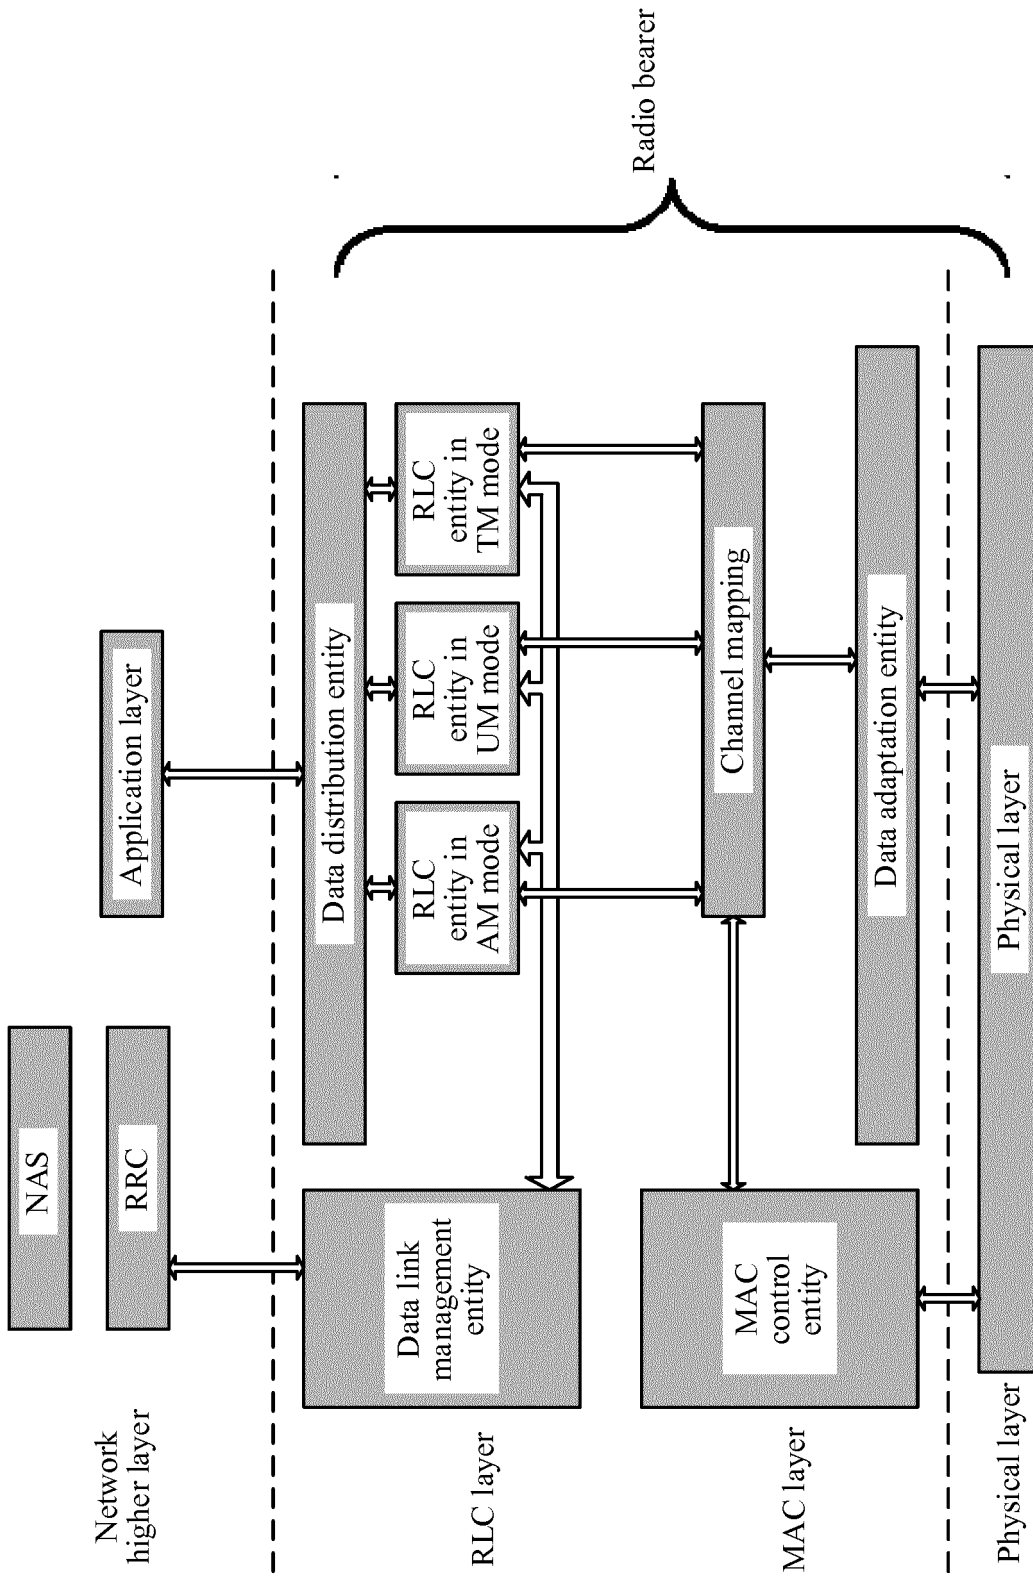 Network
higher layer
NAS
RRC
Application layer
RLC layer
Data link
management
entity
Data distribution entity
RLC
entity in
AM mode
RLC
entity in
UM mode
RLC
entity in
TM mode
Radio bearer
MAC layer
MAC
control
entity
Channel mapping
Data adaptation entity
Physical layer
Physical layer